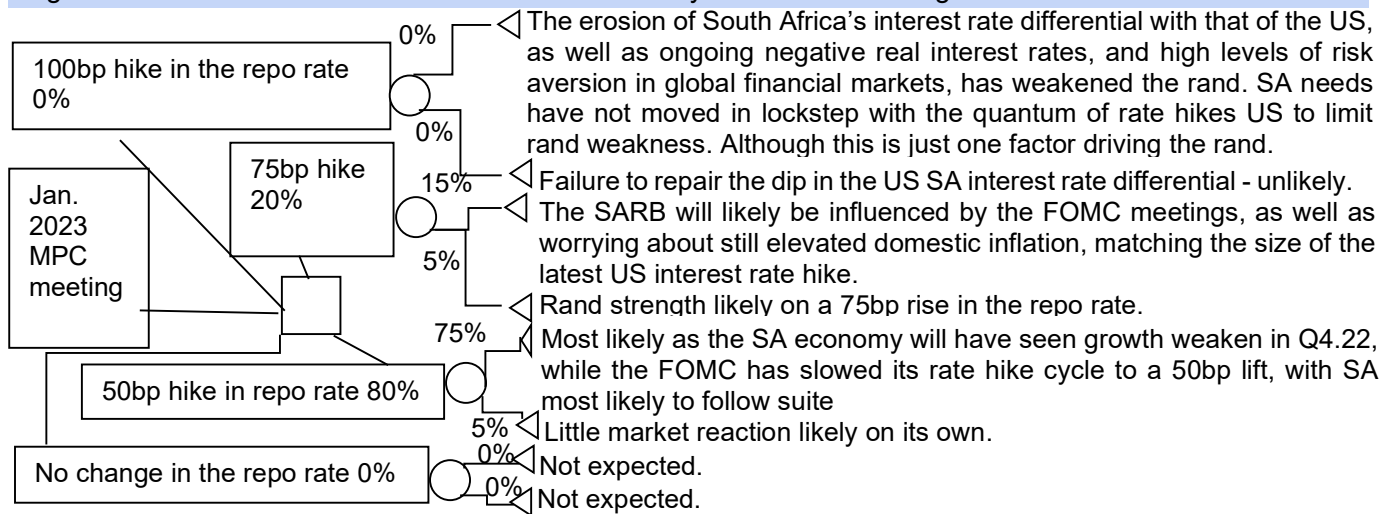 0%
The erosion of South Africa's interest rate differential with that of the US,
as well as ongoing negative real interest rates, and high levels of risk
aversion in global financial markets, has weakened the rand. SA needs
have not moved in lockstep with the quantum of rate hikes US to limit
rand weakness. Although this is just one factor driving the rand.
100bp hike in the repo rate
0%
0%
Failure to repair the dip in the US SA interest rate differential - unlikely.
75bp hike
20%
15%
The SARB will likely be influenced by the FOMC meetings, as well as
worrying about still elevated domestic inflation, matching the size of the
latest US interest rate hike.
5%
Rand strength likely on a 75bp rise in the repo rate.
Jan.
2023
MPC
meeting
75%
Most likely as the SA economy will have seen growth weaken in Q4.22,
while the FOMC has slowed its rate hike cycle to a 50bp lift, with SA
most likely to follow suite
50bp hike in repo rate 80%
5%
Little market reaction likely on its own.
No change in the repo rate 0%
0%
Not expected.
0%
Not expected.